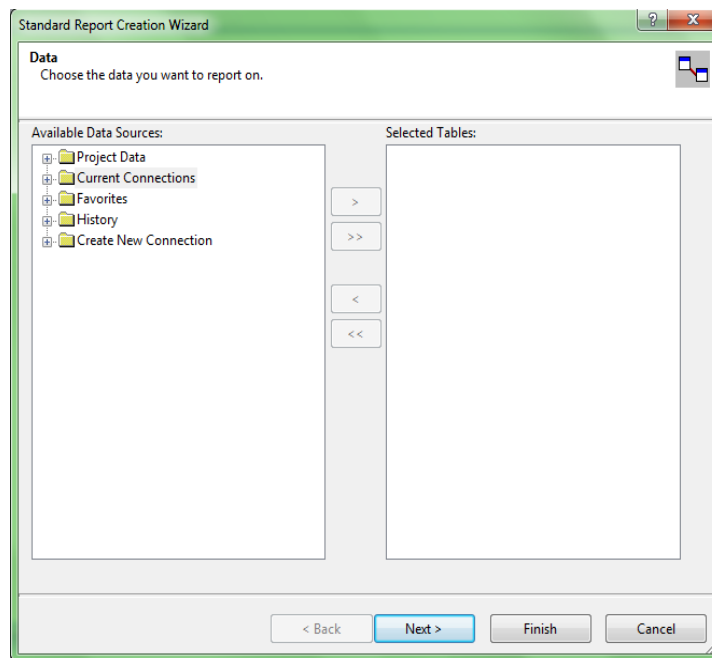 Standard Report Creation Wizard
?
X
Data
Choose the data you want to report on.
Available Data Sources:
Selected Tables:
Project Data
Current Connections
Favorites
History
Create New Connection
>
>>
<
<<
< Back
Next >
Finish
Cancel